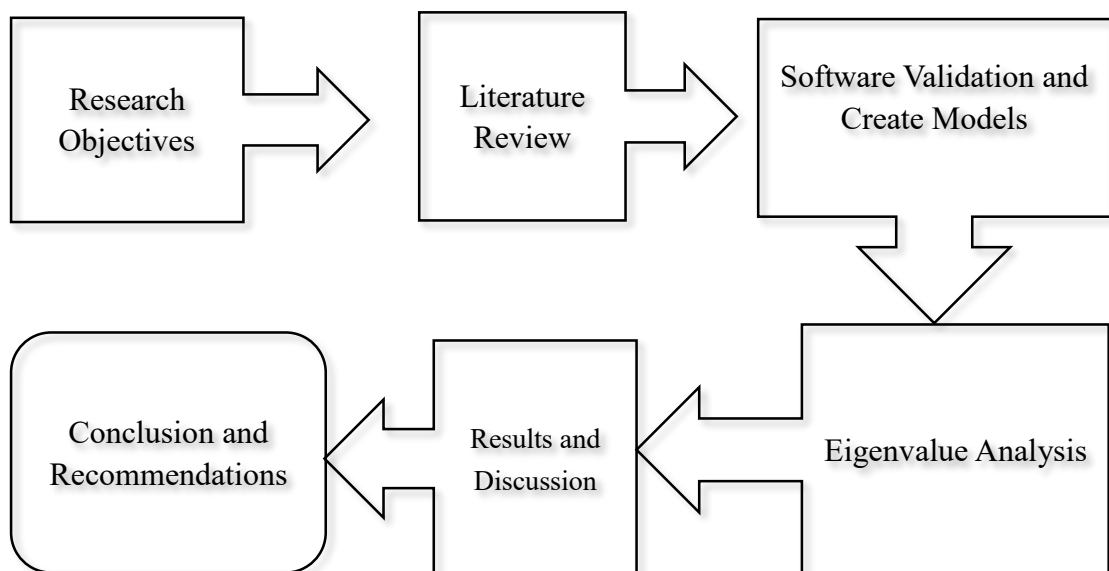 Research
Objectives
Literature
Review
Software Validation and
Create Models
Eigenvalue Analysis
Results and
Discussion
Conclusion and
Recommendations